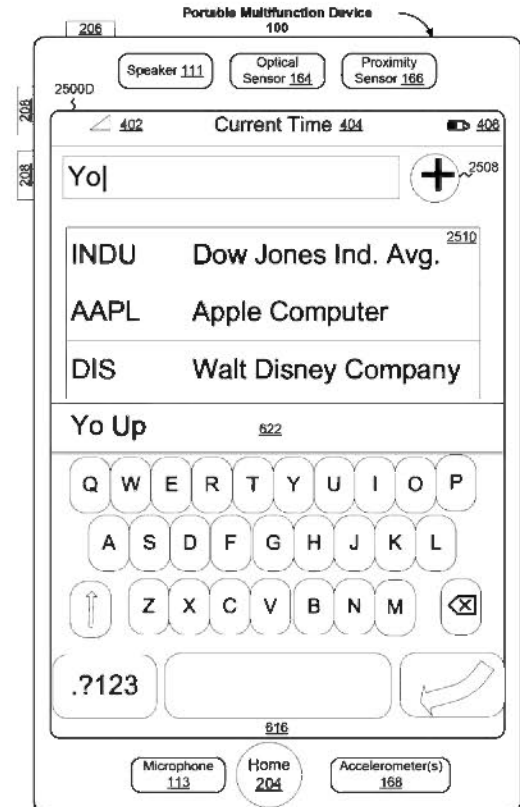 Portable Multifunction Device
100
206
Speaker 111
Optical
Sensor 164
Proximity
Sensor 166
2500D
208
208
402
Current Time 404
406
Yo
2508
2510
INDU Dow Jones Ind. Avg.
AAPL Apple Computer
DIS Walt Disney Company
Yo Up
622
Q W E R T Y U I O P
A S D F G H J K L
Z X C V B N M
.?123
616
Microphone
113
Home
204
Accelerometer(s)
168